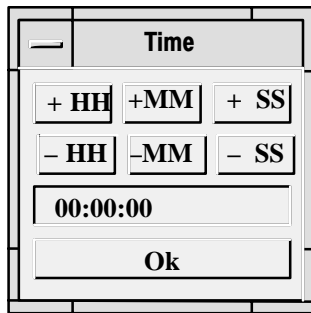 Time
+ HH +MM + SS
– HH –MM – SS
00:00:00
Ok